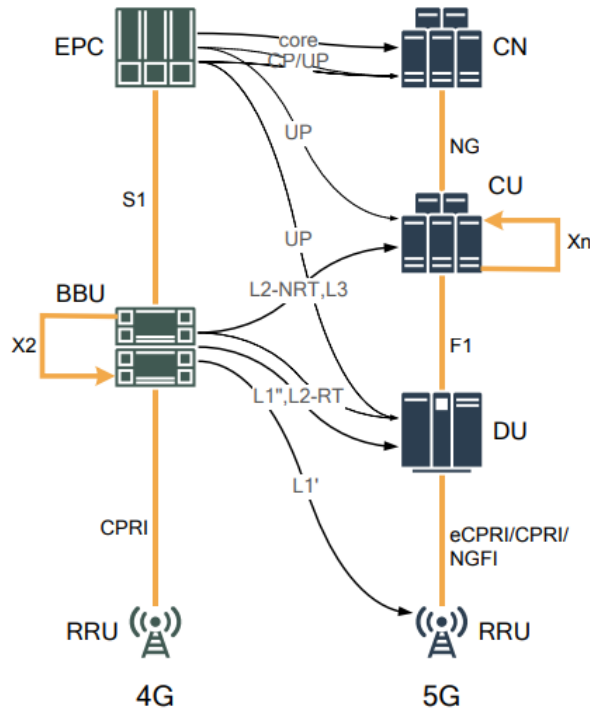 EPC
core
CP/UP
CN
UP
NG
S1
CU
UP
Xn
BBU
L2-NRT,L3
X2
F1
L1",L2-RT
DU
L1'
CPRI
eCPRI/CPRI/
NGFI
RRU
RRU
4G
5G